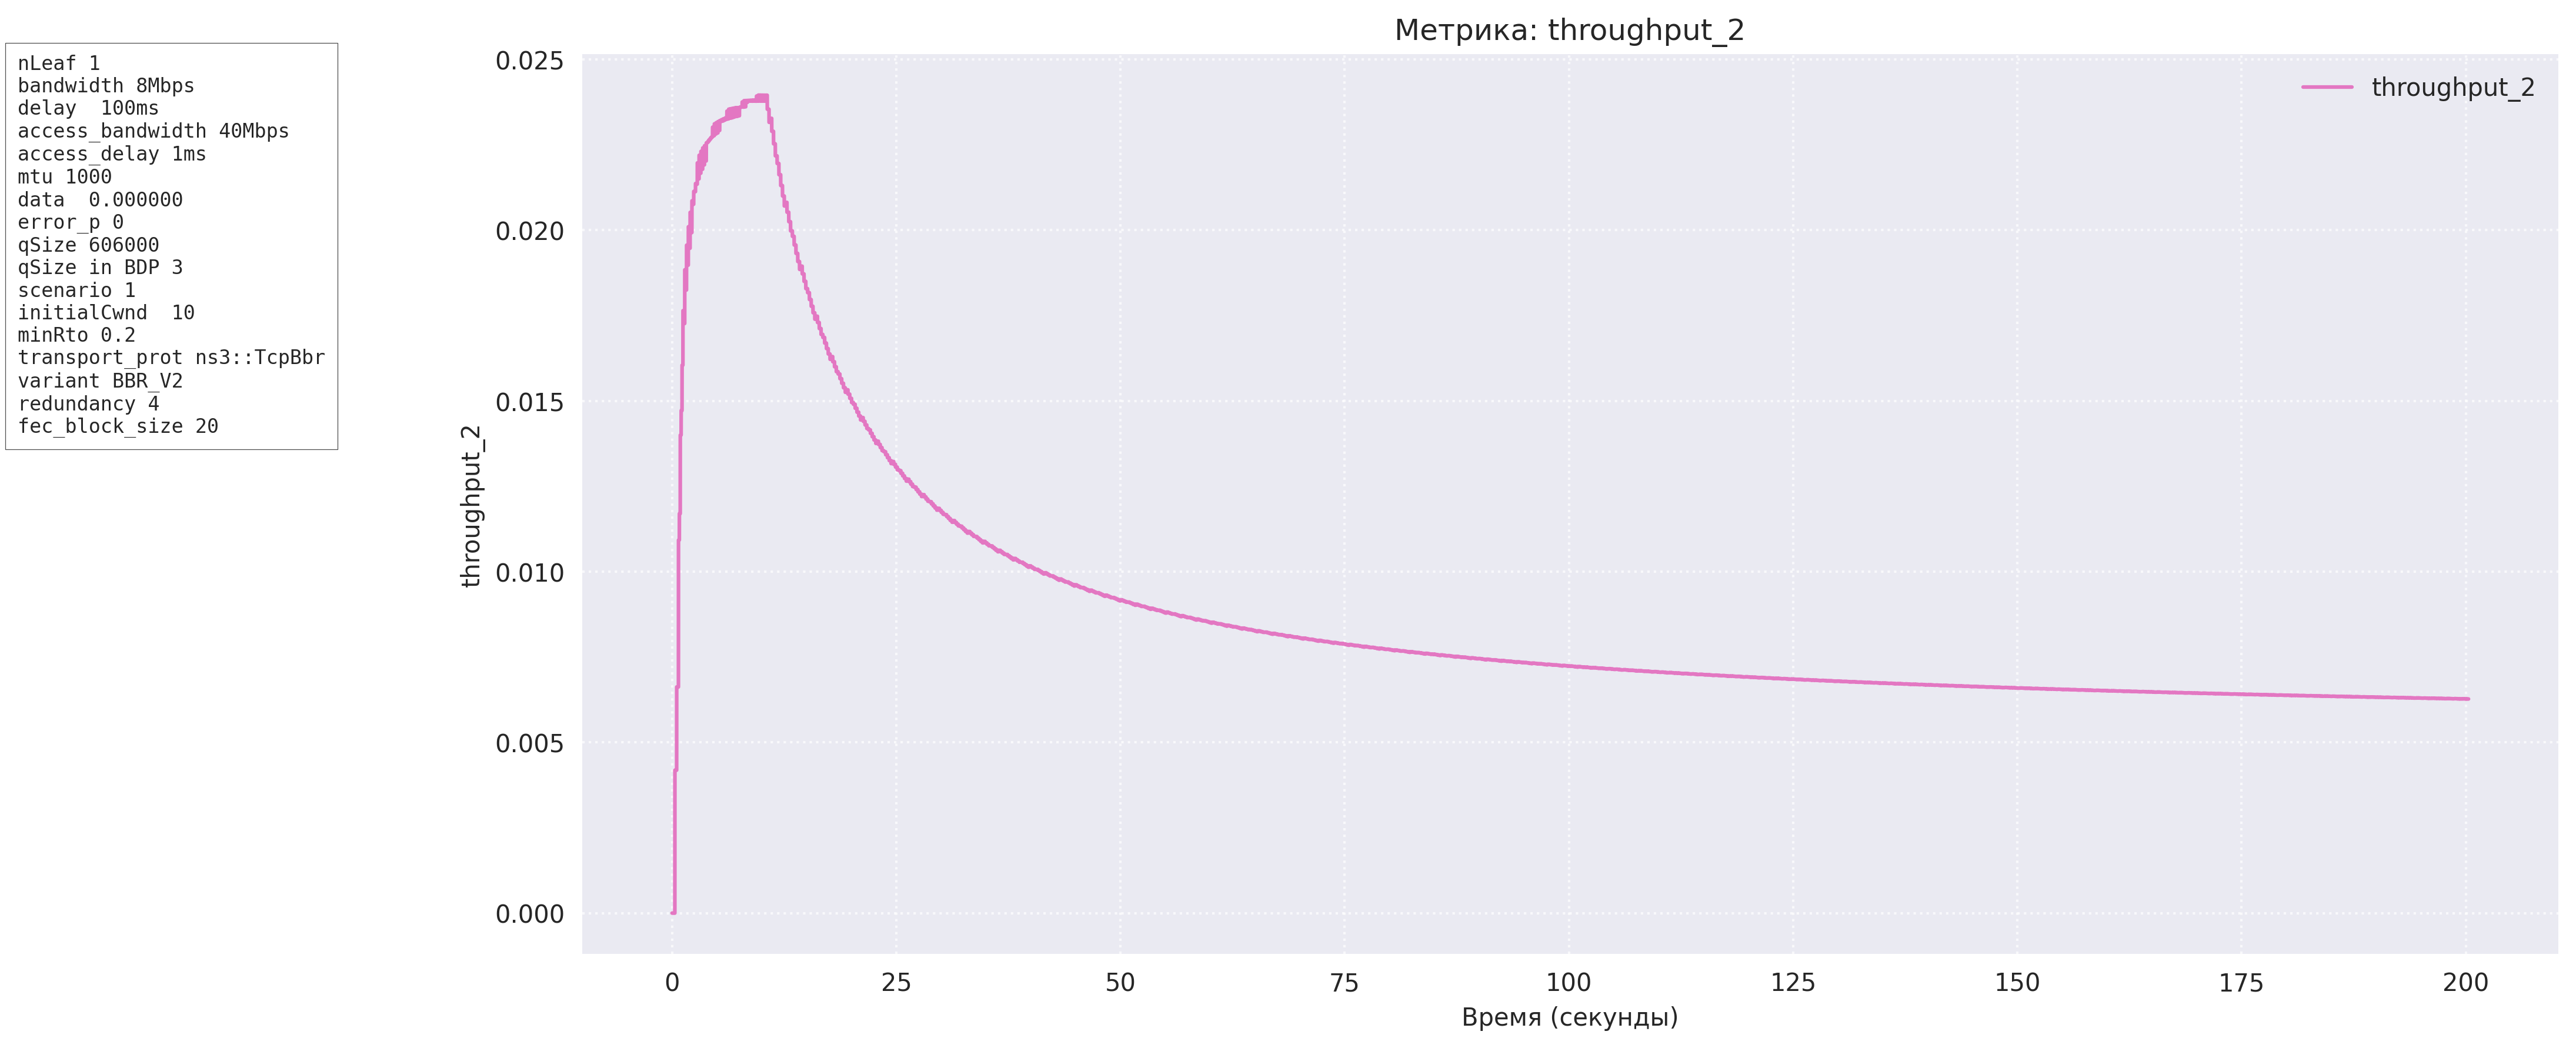 Метрика: throughput_2
nLeaf 1
bandwidth 8Mbps
delay  100ms
access_bandwidth 40Mbps
access_delay 1ms
mtu 1000
data  0.000000
error_p 0
qSize 606000
qSize in BDP 3
scenario 1
initialCwnd  10
minRto 0.2
transport_prot ns3::TcpBbr
variant BBR_V2
redundancy 4
fec_block_size 20
throughput_2
0.025
0.020
0.015
0.010
0.005
0.000
throughput_2
0 25 50 75 100 125 150 175 200
Время (секунды)